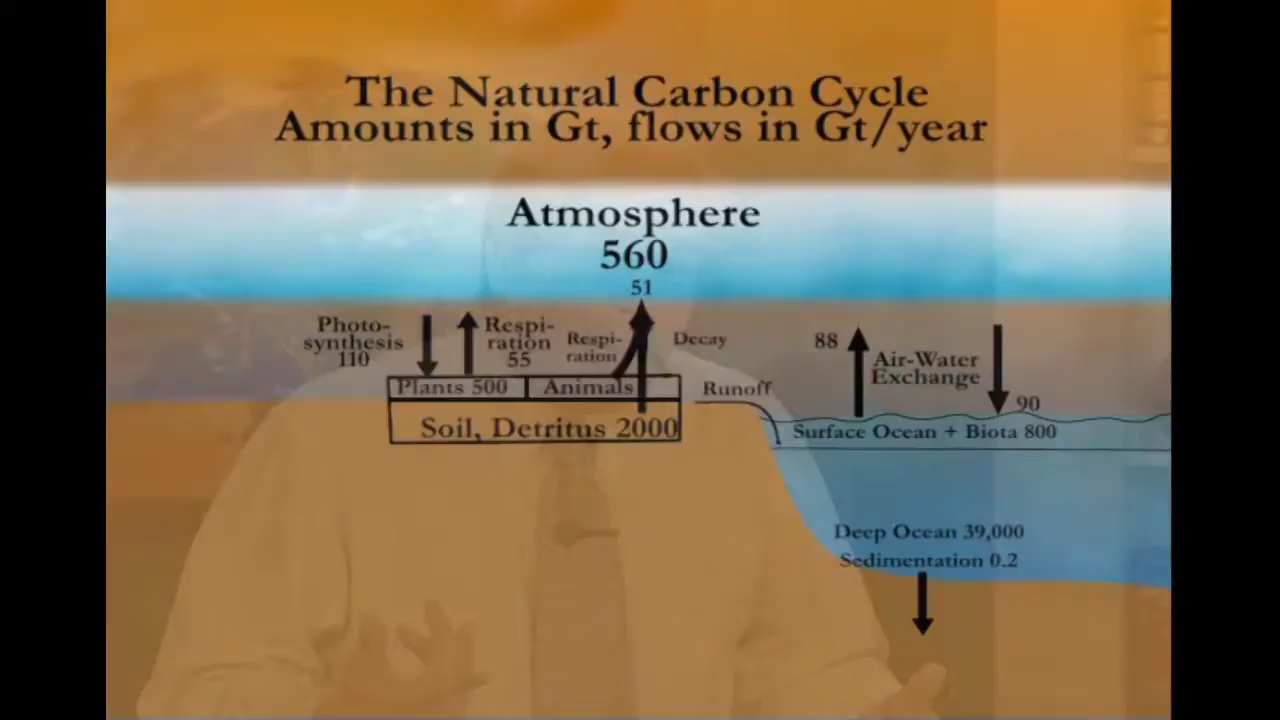 The Natural Carbon Cycle
Amounts in Gt, flows in Gt/year
Atmosphere
560
51
Photo-
synthesis
110
Respi-
ration
55
Respi-
ration
Decay
Plants 500
Animals
Soil, Detritus 2000
Runoff
88
Air-Water
Exchange
90
Surface Ocean + Biota 800
Deep Ocean 39,000
Sedimentation 0.2